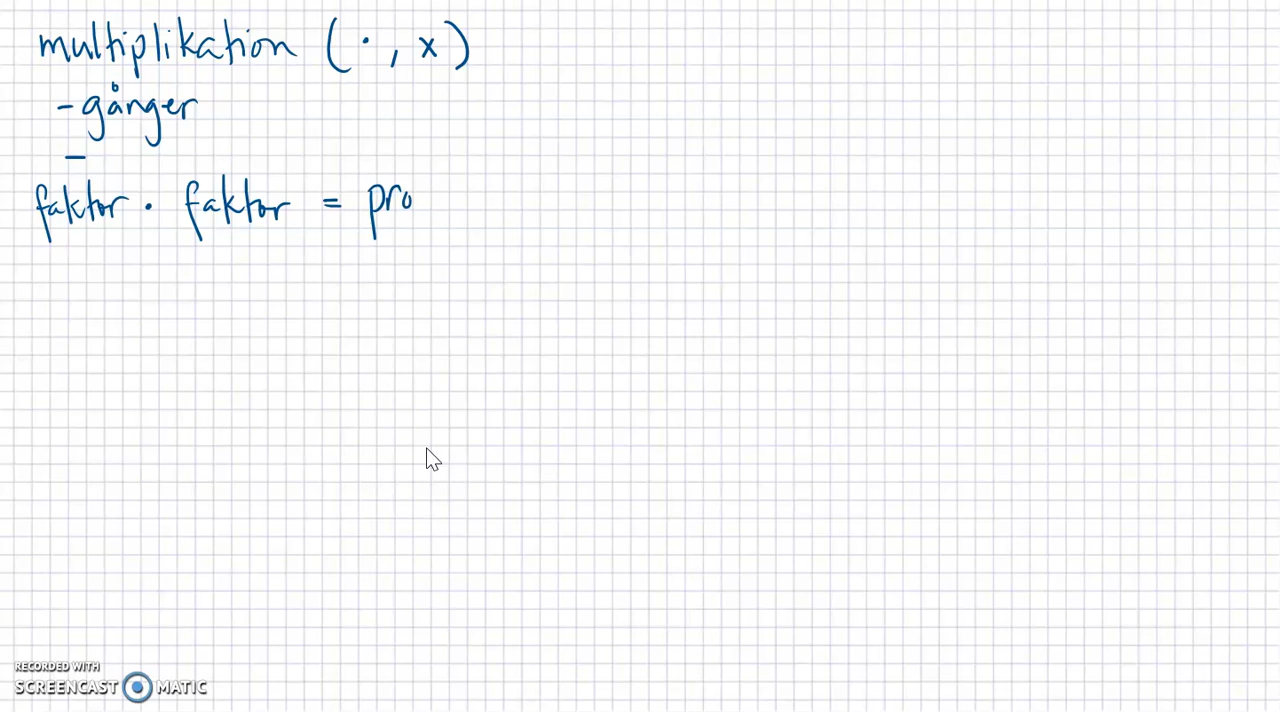 multiplikation (·, x)
- gånger
-
faktor · faktor = pro
RECORDED WITH
SCREENCAST MATIC